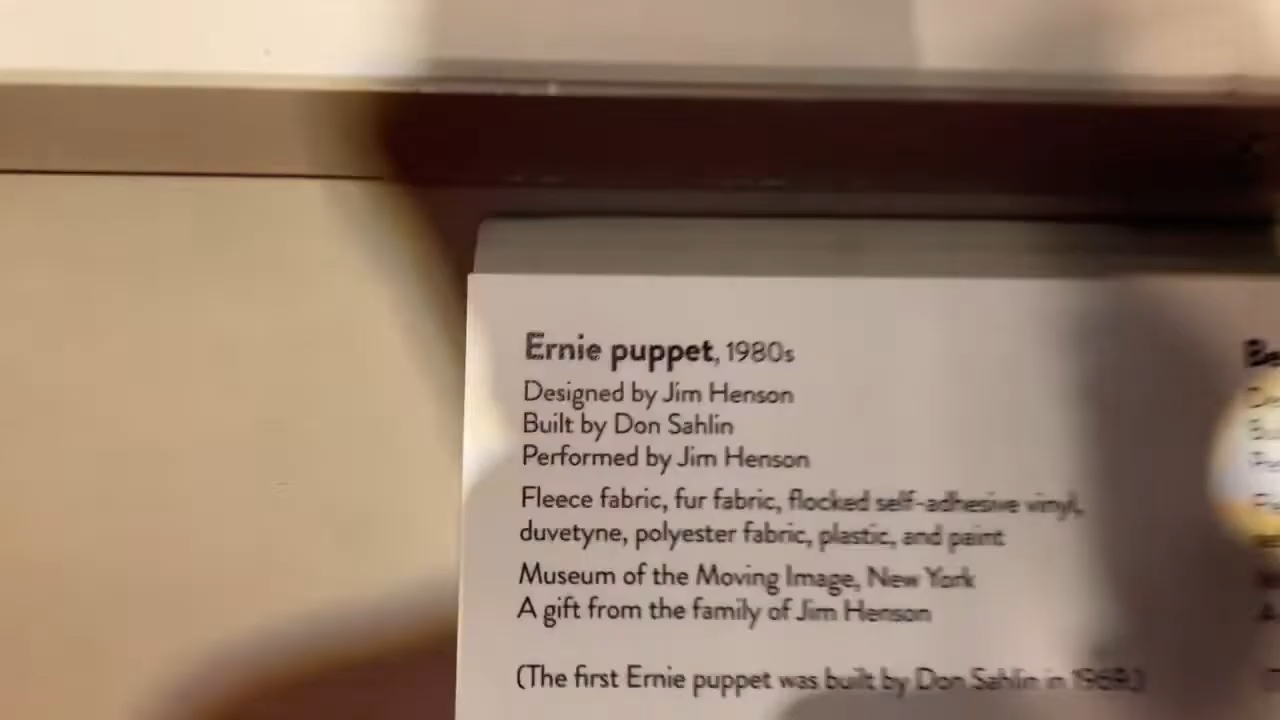 Ernie puppet, 1980s
Designed by Jim Henson
Built by Don Sahlin
Performed by Jim Henson
Fleece fabric, fur fabric, flocked self-adhesive vinyl,
duvetyne, polyester fabric, plastic, and paint
Museum of the Moving Image, New York
A gift from the family of Jim Henson
(The first Ernie puppet was built by Don Sahlin in 1969.)
Be